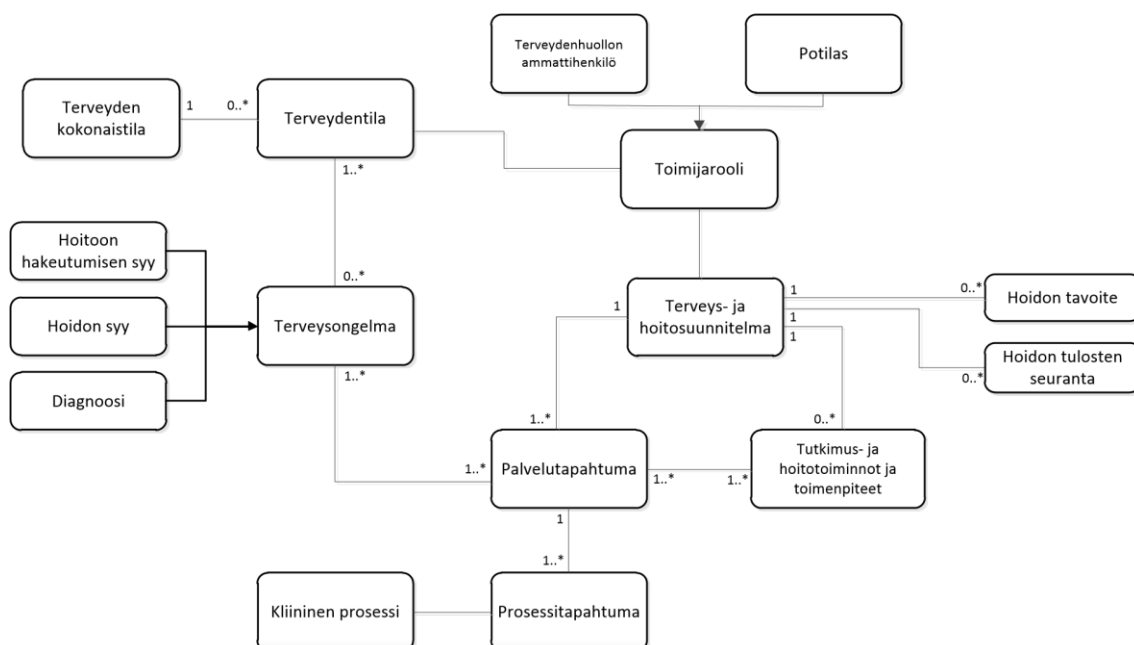 Terveydenhuollon
ammattihenkilö
Potilas
Terveyden
kokonaistila
1
0..*
Terveydentila
Toimijarooli
1..*
Hoitoon
hakeutumisen syy
0..*
Hoidon syy
Terveysongelma
1
Terveys- ja
hoitosuunnitelma
1
1
1
0..*
Hoidon tavoite
Hoidon tulosten
seuranta
0..*
1..*
Diagnoosi
1..*
0..*
1..*
Palvelutapahtuma
1..*
1..*
Tutkimus- ja
hoitotoiminnot ja
toimenpiteet
1
1..*
Kliininen prosessi
Prosessitapahtuma